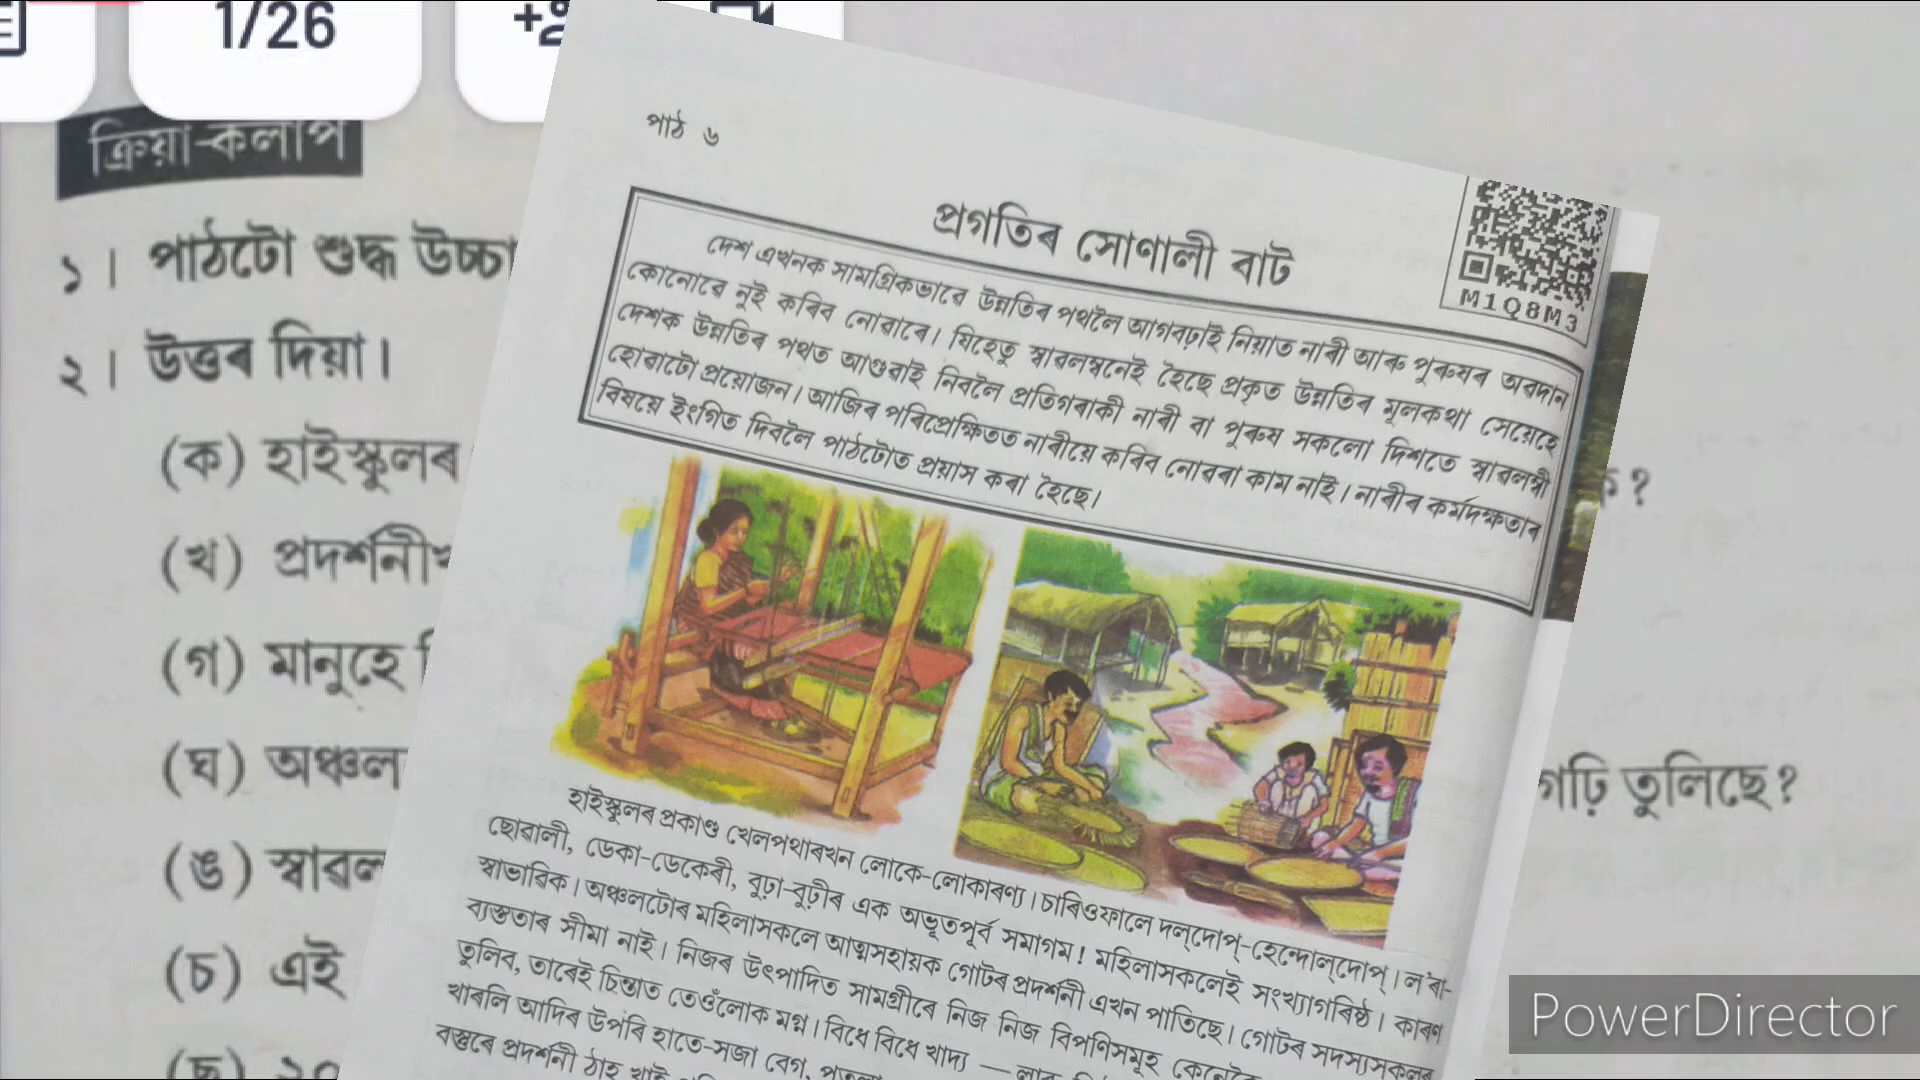 1/26
ক্ৰিয়া-কলাপ
১। পাঠটো শুদ্ধ উচ্চা
২। উত্তৰ দিয়া।
(ক) হাইস্কুলৰ
(খ) প্ৰদৰ্শনীখ
(গ) মানুহে
(ঘ) অঞ্চল
(ঙ) স্বাৱল
(চ) এই
(ছ) ২০
পাঠ ৬
প্ৰগতিৰ সোণালী বাট
M1Q8M3
দেশ এখনক সামগ্ৰিকভাৱে উন্নতিৰ পথলৈ আগবঢ়াই নিয়াত নাৰী আৰু পুৰুষৰ অৱদান
কোনোৱে নুই কৰিব নোৱাৰে। যিহেতু স্বাৱলম্বনেই হৈছে প্ৰকৃত উন্নতিৰ মূলকথা সেয়েহে
দেশক উন্নতিৰ পথত আগুৱাই নিবলৈ প্ৰতিগৰাকী নাৰী বা পুৰুষ সকলো দিশতে স্বাৱলম্বী
হোৱাটো প্ৰয়োজন। আজিৰ পৰিপ্ৰেক্ষিতত নাৰীয়ে কৰিব নোৱৰা কাম নাই। নাৰীৰ কৰ্মদক্ষতাৰ
বিষয়ে ইংগিত দিবলৈ পাঠটোত প্ৰয়াস কৰা হৈছে।
হাইস্কুলৰ প্ৰকাণ্ড খেলপথাৰখন লোকে-লোকাৰণ্য। চাৰিওফালে দল্‌দোপ্‌-হেন্দোল্‌দোপ্‌। ল'ৰা-
ছোৱালী, ডেকা-ডেকেৰী, বুঢ়া-বুঢ়ীৰ এক অভূতপূৰ্ব সমাগম! মহিলাসকলেই সংখ্যাগৰিষ্ঠ। কাৰণ
স্বাভাৱিক। অঞ্চলটোৰ মহিলাসকলে আত্মসহায়ক গোটৰ প্ৰদৰ্শনী এখন পাতিছে। গোটৰ সদস্যসকলৰ
ব্যস্ততাৰ সীমা নাই। নিজৰ উৎপাদিত সামগ্ৰীৰে নিজ নিজ বিপণিসমূহ কেনেকৈ
তুলিব, তাৰেই চিন্তাত তেওঁলোক মগ্ন। বিধে বিধে খাদ্য —
খাৰলি আদিৰ উপৰি হাতে-সজা বেগ,
বস্তুৰে প্ৰদৰ্শনী ঠাহ খাই
ক?
গঢ়ি তুলিছে?
PowerDirector